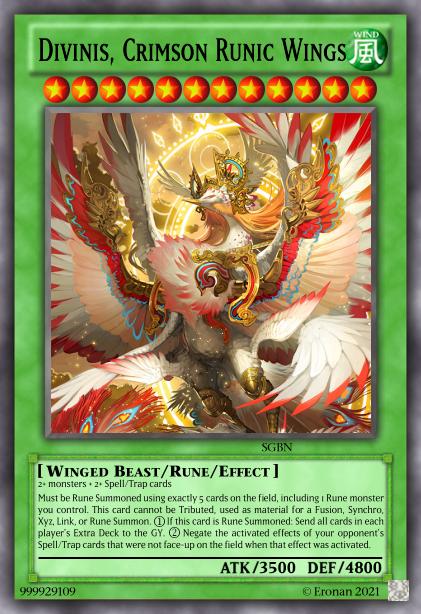 Divinis, Crimson Runic Wings
WIND
風
SGBN
[ Winged Beast/Rune/Effect ]
2+ monsters + 2+ Spell/Trap cards
Must be Rune Summoned using exactly 5 cards on the field, including 1 Rune monster
you control. This card cannot be Tributed, used as material for a Fusion, Synchro,
Xyz, Link, or Rune Summon. ① If this card is Rune Summoned: Send all cards in each
player's Extra Deck to the GY. ② Negate the activated effects of your opponent's
Spell/Trap cards that were not face-up on the field when that effect was activated.
ATK/3500 DEF/4800
999929109
© Eronan 2021